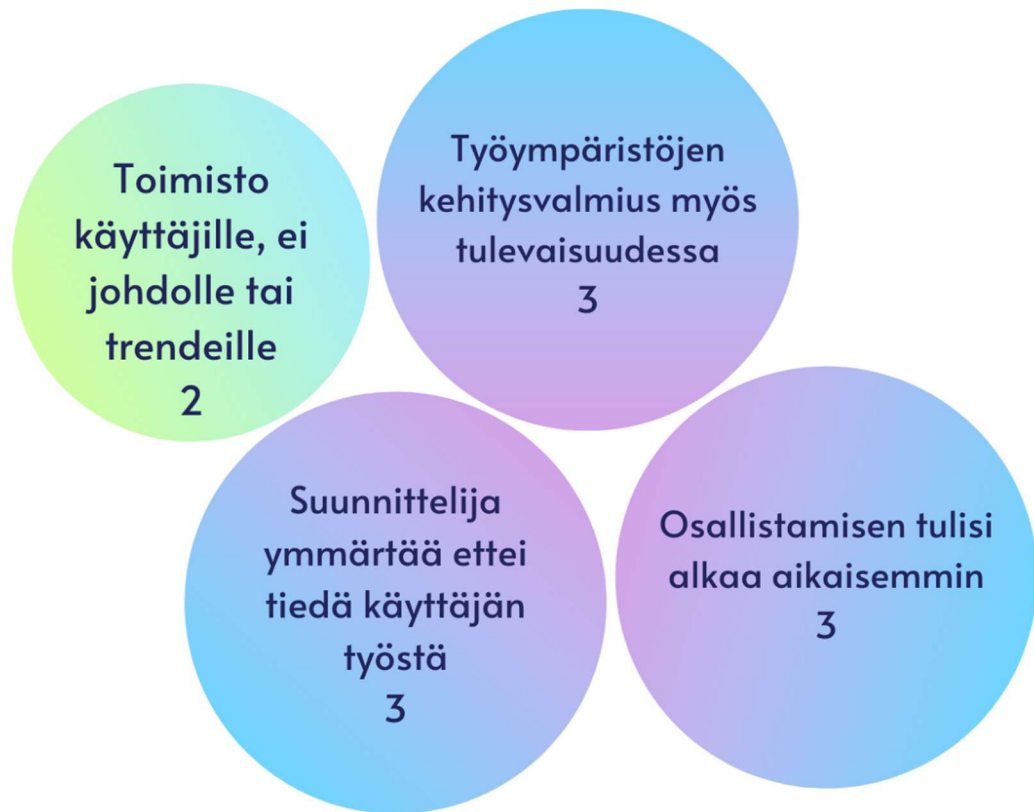 Toimisto
käyttäjille, ei
johdolle tai
trendeille
2
Työympäristöjen
kehitysvalmius myös
tulevaisuudessa
3
Suunnittelija
ymmärtää ettei
tiedä käyttäjän
työstä
3
Osallistamisen tulisi
alkaa aikaisemmin
3